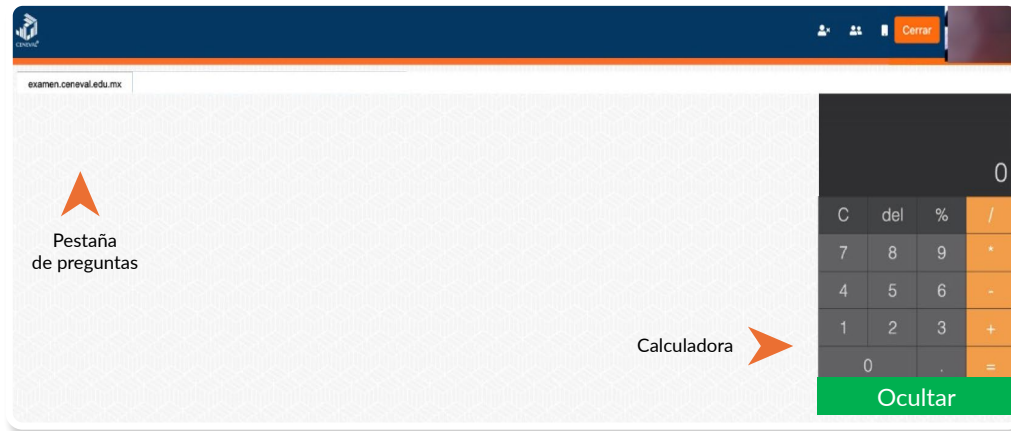 CENEVAL®
Cerrar
examen.ceneval.edu.mx
0
C del % /
7 8 9 *
4 5 6 -
1 2 3 +
0 . =
Ocultar
Pestaña
de preguntas
Calculadora